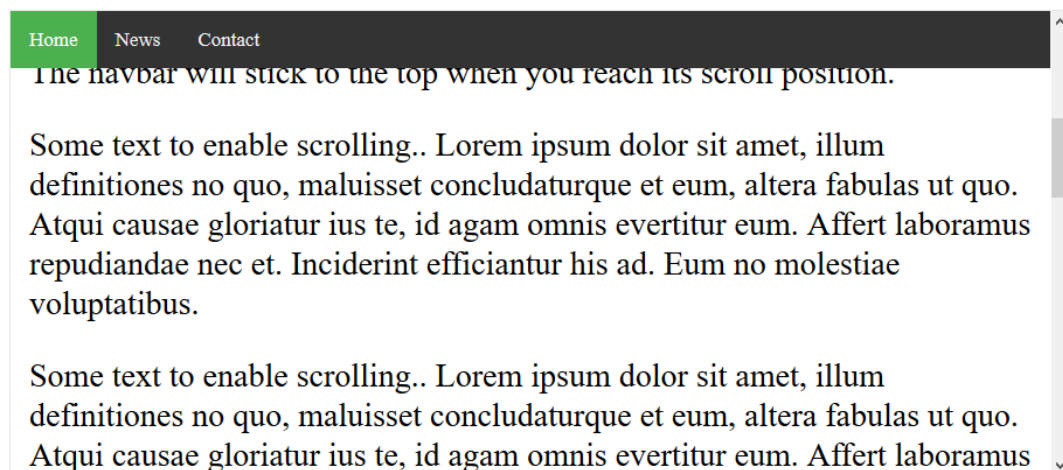 Home News Contact
The navbar will stick to the top when you reach its scroll position.
Some text to enable scrolling.. Lorem ipsum dolor sit amet, illum
definitiones no quo, maluisset concludaturque et eum, altera fabulas ut quo.
Atqui causae gloriatur ius te, id agam omnis evertitur eum. Affert laboramus
repudiandae nec et. Inciderint efficiantur his ad. Eum no molestiae
voluptatibus.
Some text to enable scrolling.. Lorem ipsum dolor sit amet, illum
definitiones no quo, maluisset concludaturque et eum, altera fabulas ut quo.
Atqui causae gloriatur ius te, id agam omnis evertitur eum. Affert laboramus